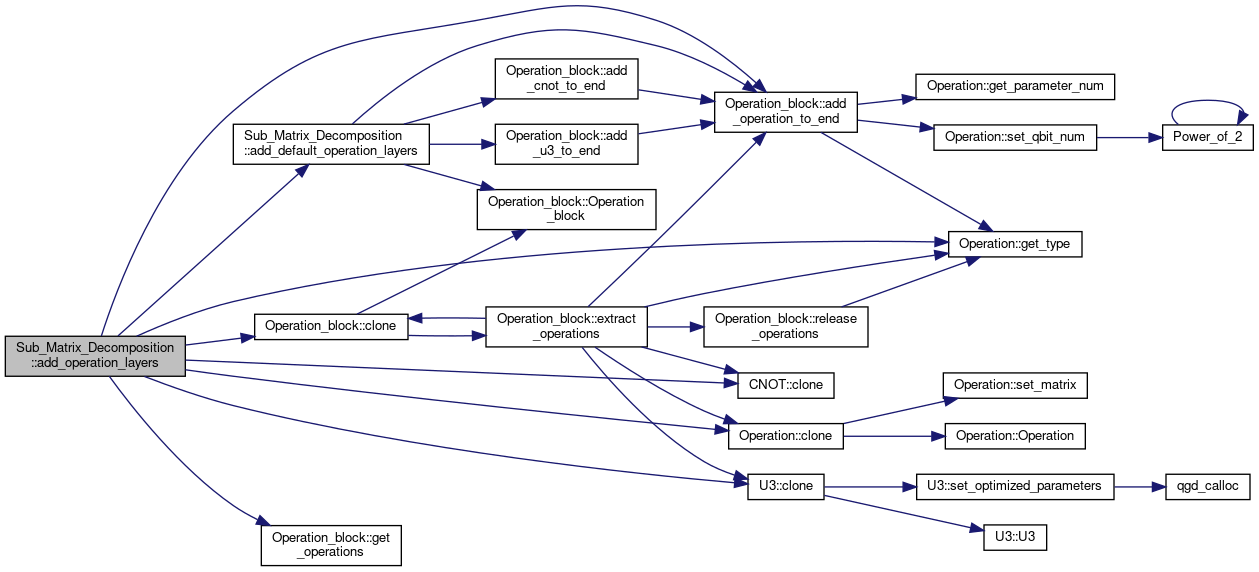 Sub_Matrix_Decomposition
::add_operation_layers
Sub_Matrix_Decomposition
::add_default_operation_layers
Operation_block::clone
Operation_block::get
_operations
Operation_block::add
_cnot_to_end
Operation_block::add
_u3_to_end
Operation_block::Operation
_block
Operation_block::extract
_operations
Operation_block::add
_operation_to_end
Operation_block::release
_operations
CNOT::clone
Operation::clone
U3::clone
Operation::get_parameter_num
Operation::set_qbit_num
Operation::get_type
Operation::set_matrix
Operation::Operation
U3::set_optimized_parameters
U3::U3
Power_of_2
qgd_calloc